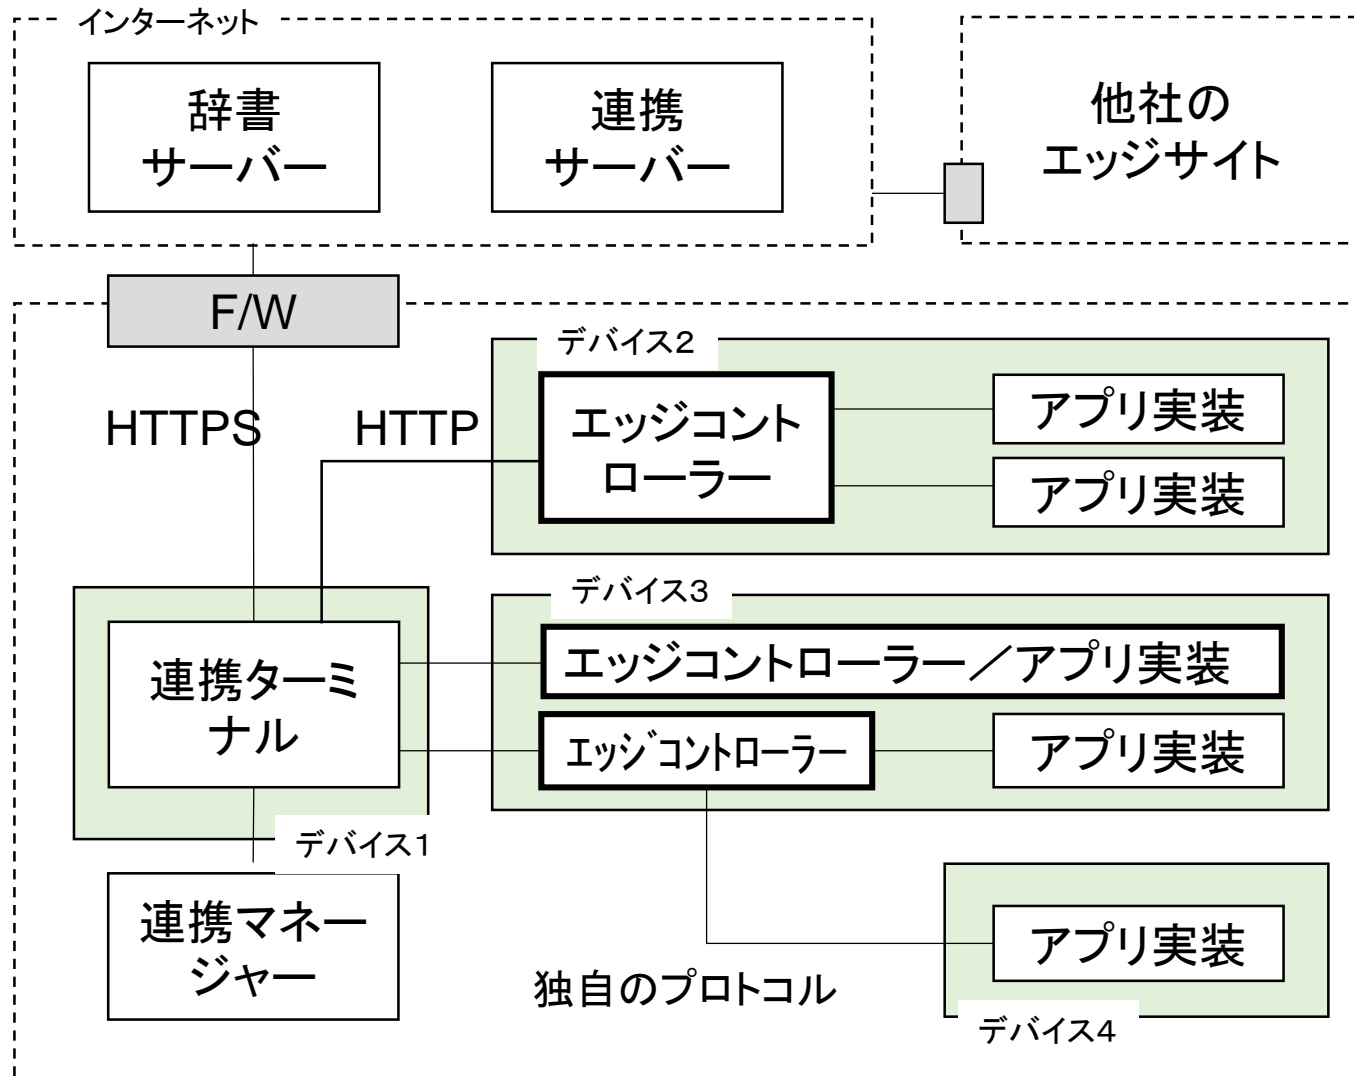 インターネット
辞書
サーバー
連携
サーバー
他社の
エッジサイト
F/W
HTTPS
HTTP
デバイス2
エッジコント
ローラー
アプリ実装
アプリ実装
デバイス3
エッジコントローラー／アプリ実装
エッジコントローラー
アプリ実装
連携ターミ
ナル
デバイス1
連携マネー
ジャー
独自のプロトコル
アプリ実装
デバイス4